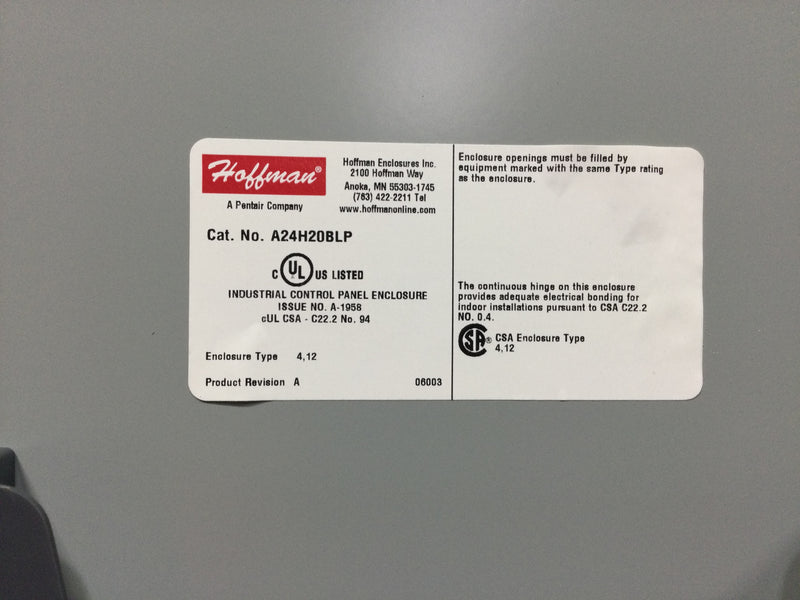 Hoffman®
A Pentair Company
Hoffman Enclosures Inc.
2100 Hoffman Way
Anoka, MN 55303-1745
(763) 422-2211 Tel
www.hoffmanonline.com
Cat. No. A24H20BLP
C UL US LISTED
INDUSTRIAL CONTROL PANEL ENCLOSURE
ISSUE NO. A-1958
cUL CSA - C22.2 No. 94
Enclosure Type 4,12
Product Revision A 06003
Enclosure openings must be filled by
equipment marked with the same Type rating
as the enclosure.
The continuous hinge on this enclosure
provides adequate electrical bonding for
indoor installations pursuant to CSA C22.2
NO. 0.4.
SA® CSA Enclosure Type
4,12